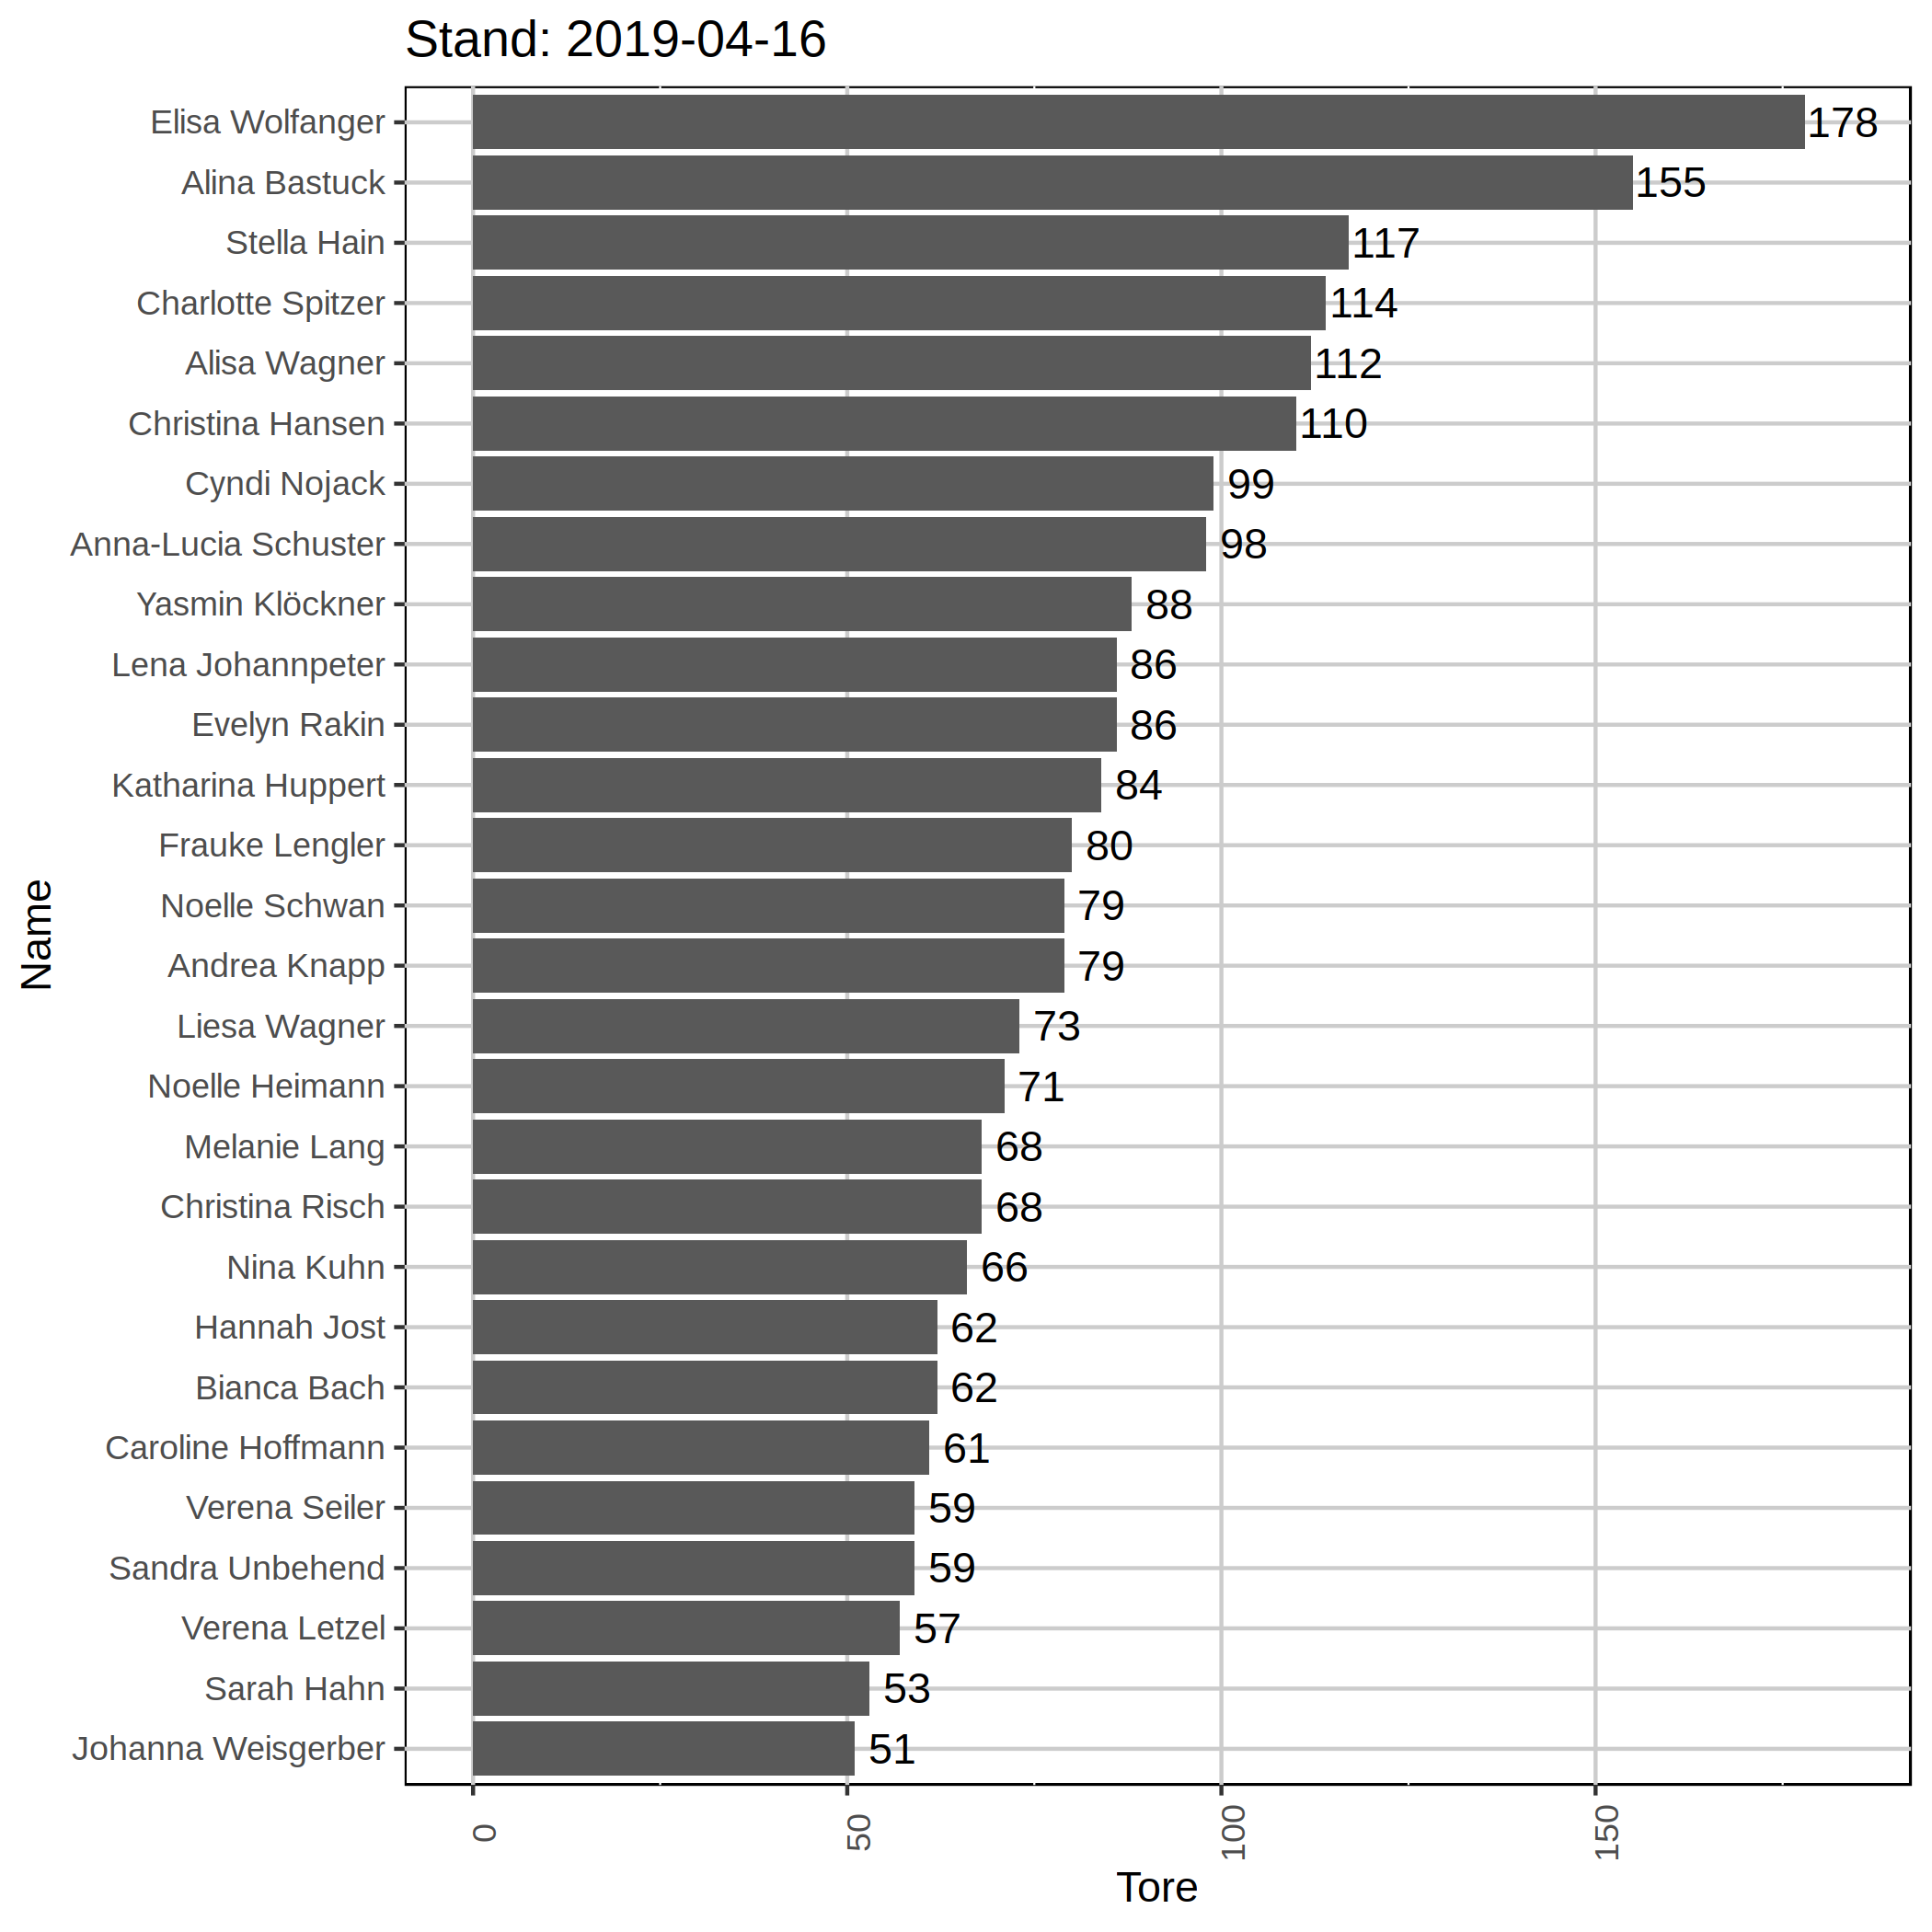 Stand: 2019-04-16
Elisa Wolfanger 178
Alina Bastuck 155
Stella Hain 117
Charlotte Spitzer 114
Alisa Wagner 112
Christina Hansen 110
Cyndi Nojack 99
Anna-Lucia Schuster 98
Yasmin Klöckner 88
Lena Johannpeter 86
Evelyn Rakin 86
Katharina Huppert 84
Frauke Lengler 80
Noelle Schwan 79
Andrea Knapp 79
Liesa Wagner 73
Noelle Heimann 71
Melanie Lang 68
Christina Risch 68
Nina Kuhn 66
Hannah Jost 62
Bianca Bach 62
Caroline Hoffmann 61
Verena Seiler 59
Sandra Unbehend 59
Verena Letzel 57
Sarah Hahn 53
Johanna Weisgerber 51
Name
0 50 100 150
Tore